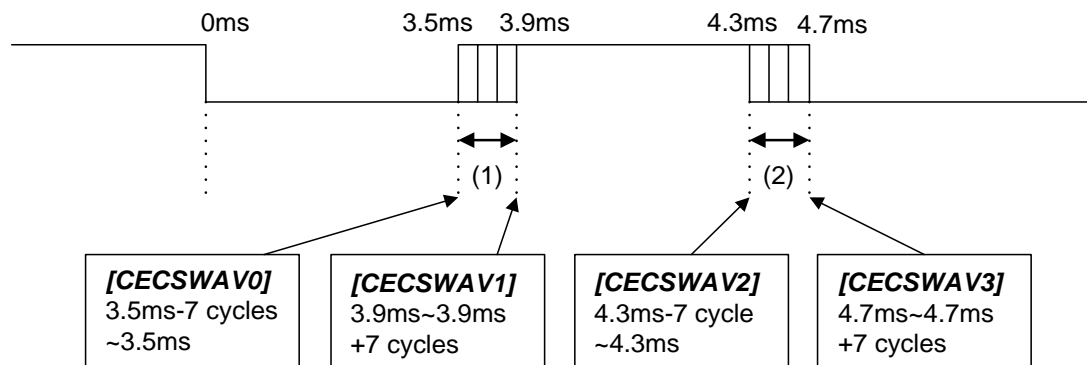 0ms
3.5ms
3.9ms
4.3ms
4.7ms
(1)
(2)
[CECSWAV0]
3.5ms-7 cycles
~3.5ms
[CECSWAV1]
3.9ms~3.9ms
+7 cycles
[CECSWAV2]
4.3ms-7 cycle
~4.3ms
[CECSWAV3]
4.7ms~4.7ms
+7 cycles